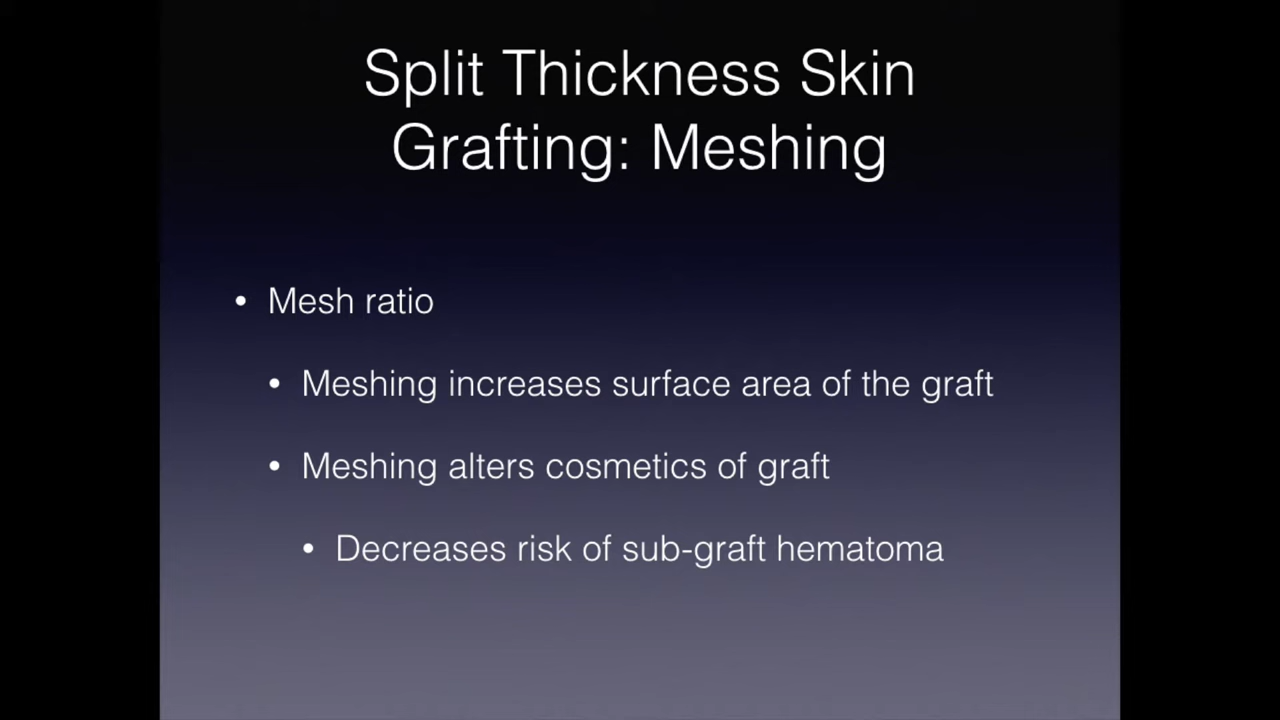 Split Thickness Skin
Grafting: Meshing
• Mesh ratio
• Meshing increases surface area of the graft
• Meshing alters cosmetics of graft
• Decreases risk of sub-graft hematoma